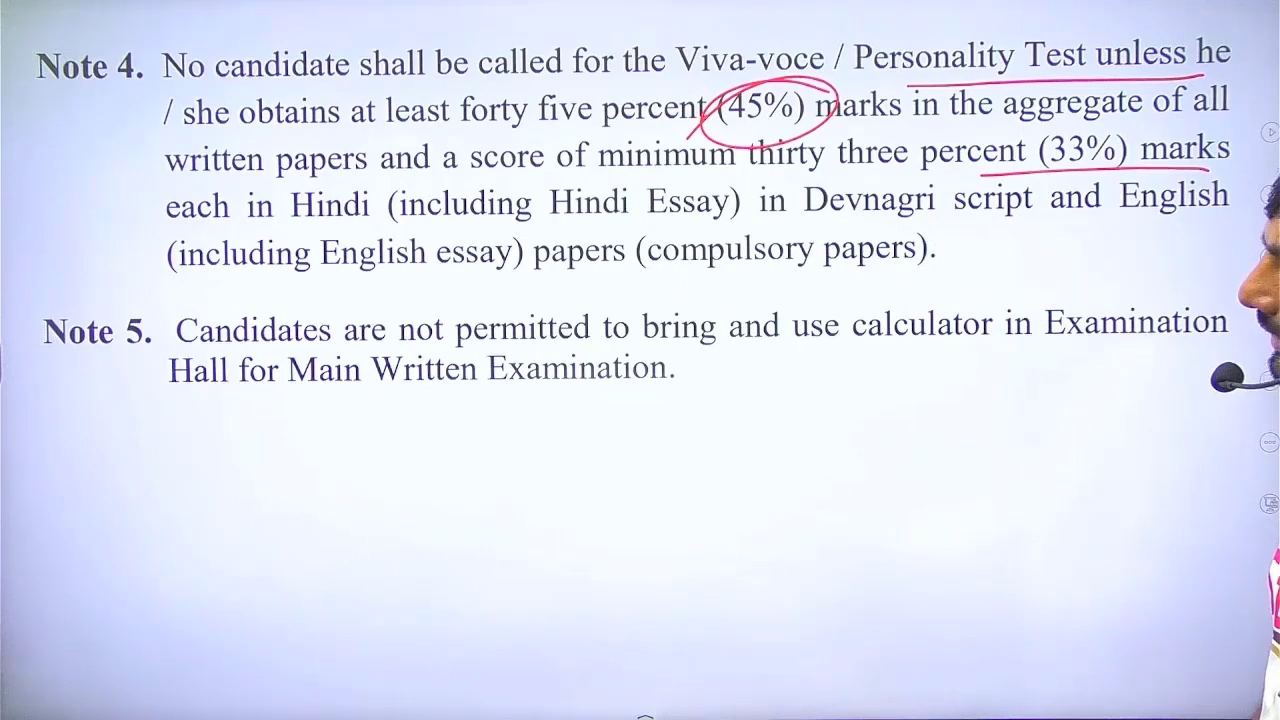 Note 4. No candidate shall be called for the Viva-voce / Personality Test unless he
/ she obtains at least forty five percent (45%) marks in the aggregate of all
written papers and a score of minimum thirty three percent (33%) marks
each in Hindi (including Hindi Essay) in Devnagri script and English
(including English essay) papers (compulsory papers).
Note 5. Candidates are not permitted to bring and use calculator in Examination
Hall for Main Written Examination.